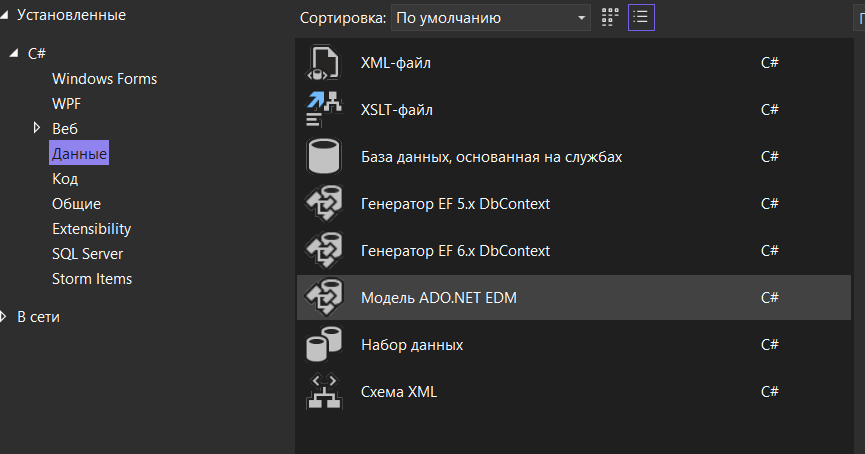 Установленные
C#
Windows Forms
WPF
Веб
Данные
Код
Общие
Extensibility
SQL Server
Storm Items
В сети
Сортировка: По умолчанию
XML-файл C#
XSLT-файл C#
База данных, основанная на службах C#
Генератор EF 5.x DbContext C#
Генератор EF 6.x DbContext C#
Модель ADO.NET EDM C#
Набор данных C#
Схема XML C#